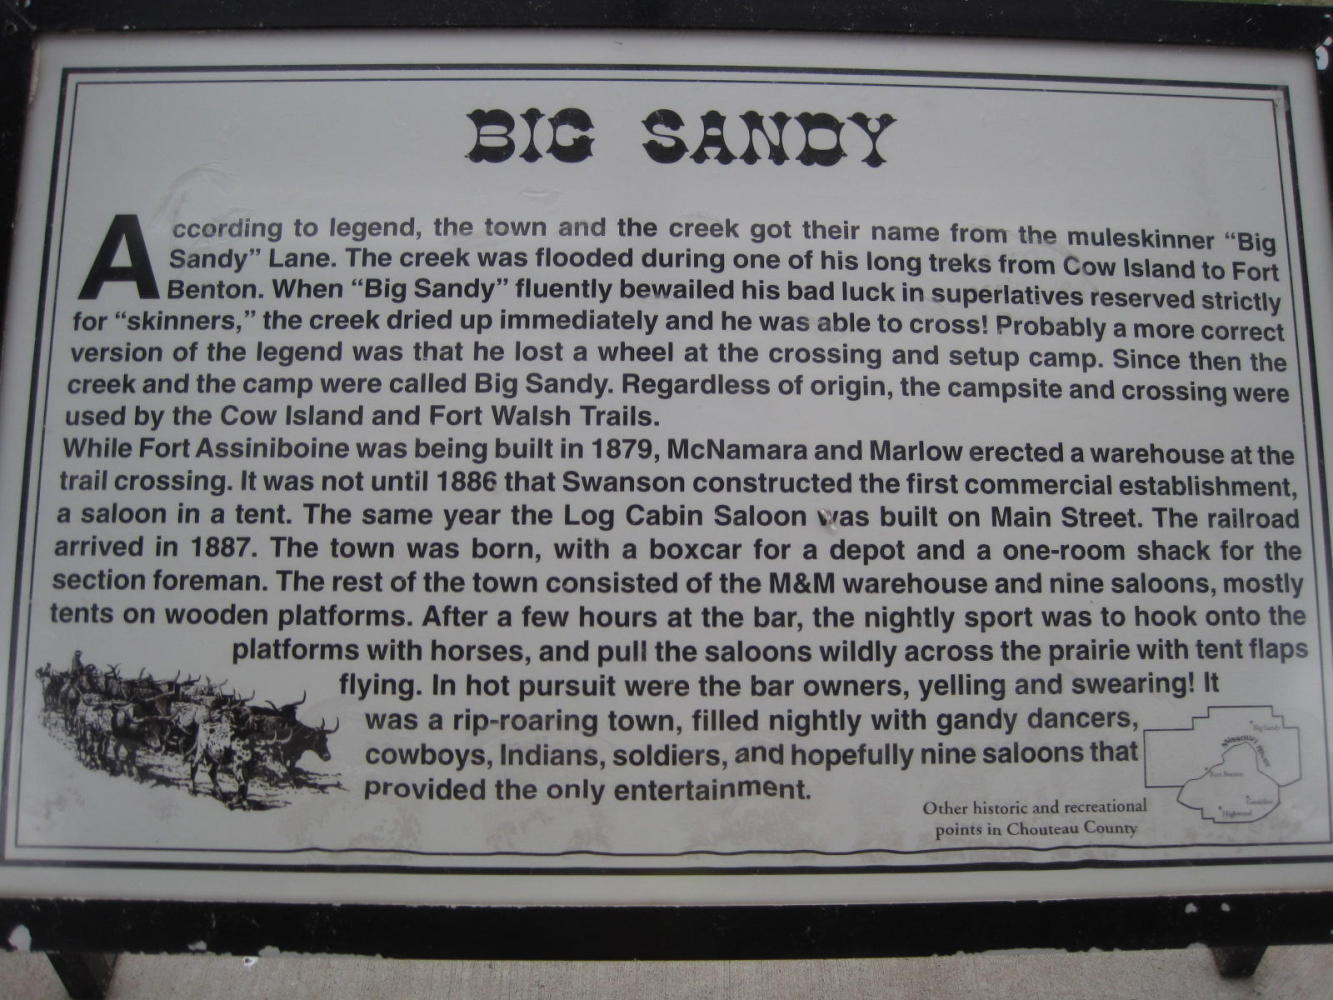 BIG SANDY
According to legend, the town and the creek got their name from the muleskinner “Big
Sandy” Lane. The creek was flooded during one of his long treks from Cow Island to Fort
Benton. When “Big Sandy” fluently bewailed his bad luck in superlatives reserved strictly
for “skinners,” the creek dried up immediately and he was able to cross! Probably a more correct
version of the legend was that he lost a wheel at the crossing and setup camp. Since then the
creek and the camp were called Big Sandy. Regardless of origin, the campsite and crossing were
used by the Cow Island and Fort Walsh Trails.
While Fort Assiniboine was being built in 1879, McNamara and Marlow erected a warehouse at the
trail crossing. It was not until 1886 that Swanson constructed the first commercial establishment,
a saloon in a tent. The same year the Log Cabin Saloon was built on Main Street. The railroad
arrived in 1887. The town was born, with a boxcar for a depot and a one-room shack for the
section foreman. The rest of the town consisted of the M&M warehouse and nine saloons, mostly
tents on wooden platforms. After a few hours at the bar, the nightly sport was to hook onto the
platforms with horses, and pull the saloons wildly across the prairie with tent flaps
flying. In hot pursuit were the bar owners, yelling and swearing! It
was a rip-roaring town, filled nightly with gandy dancers,
cowboys, Indians, soldiers, and hopefully nine saloons that
provided the only entertainment.
Other historic and recreational
points in Chouteau County
Big Sandy
Missouri River
Fort Benton
Geraldine
Highwood